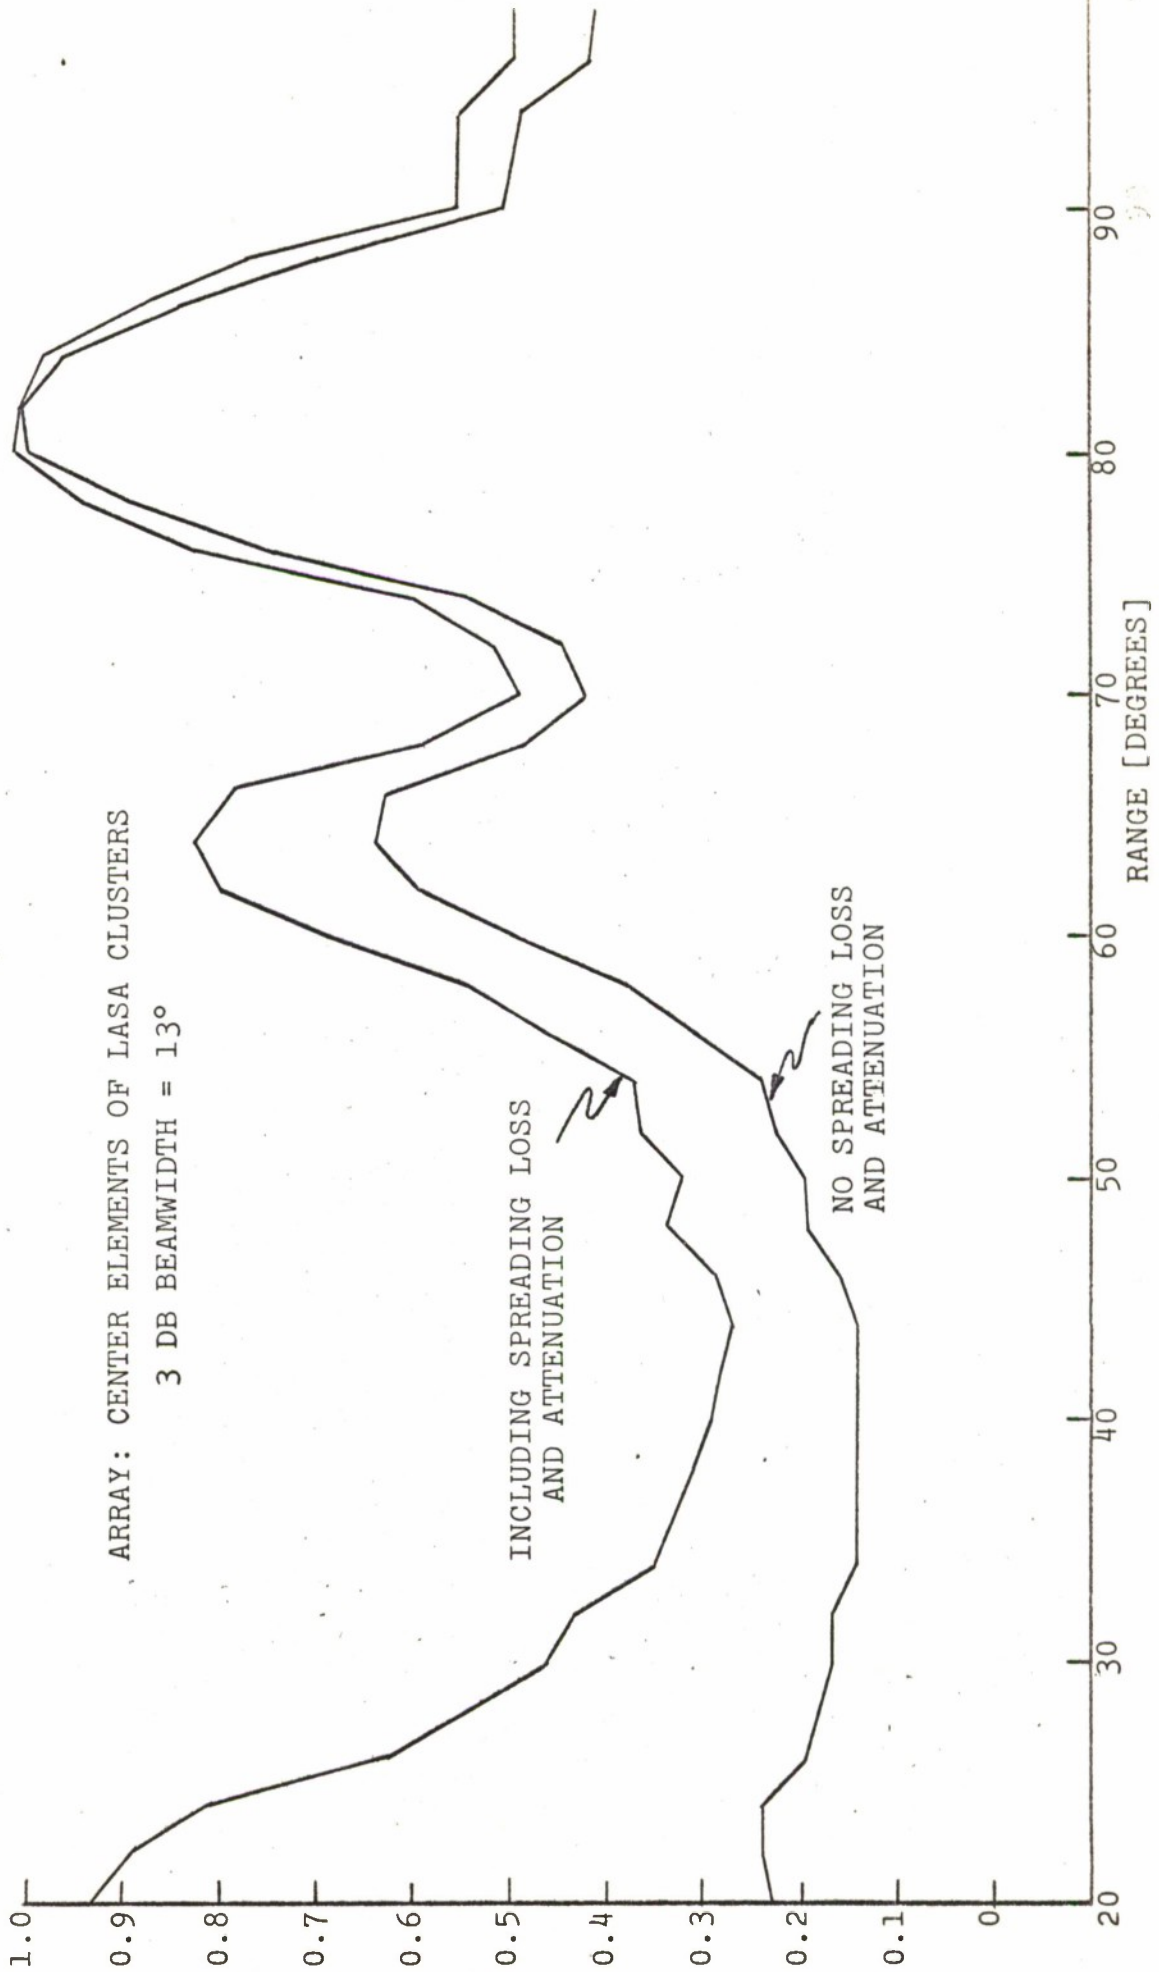 ARRAY: CENTER ELEMENTS OF LASA CLUSTERS
3 DB BEAMWIDTH = 13°
INCLUDING SPREADING LOSS
AND ATTENUATION
NO SPREADING LOSS
AND ATTENUATION
1.0
0.9
0.8
0.7
0.6
0.5
0.4
0.3
0.2
0.1
0
20
30
40
50
60
70
80
90
RANGE [DEGREES]